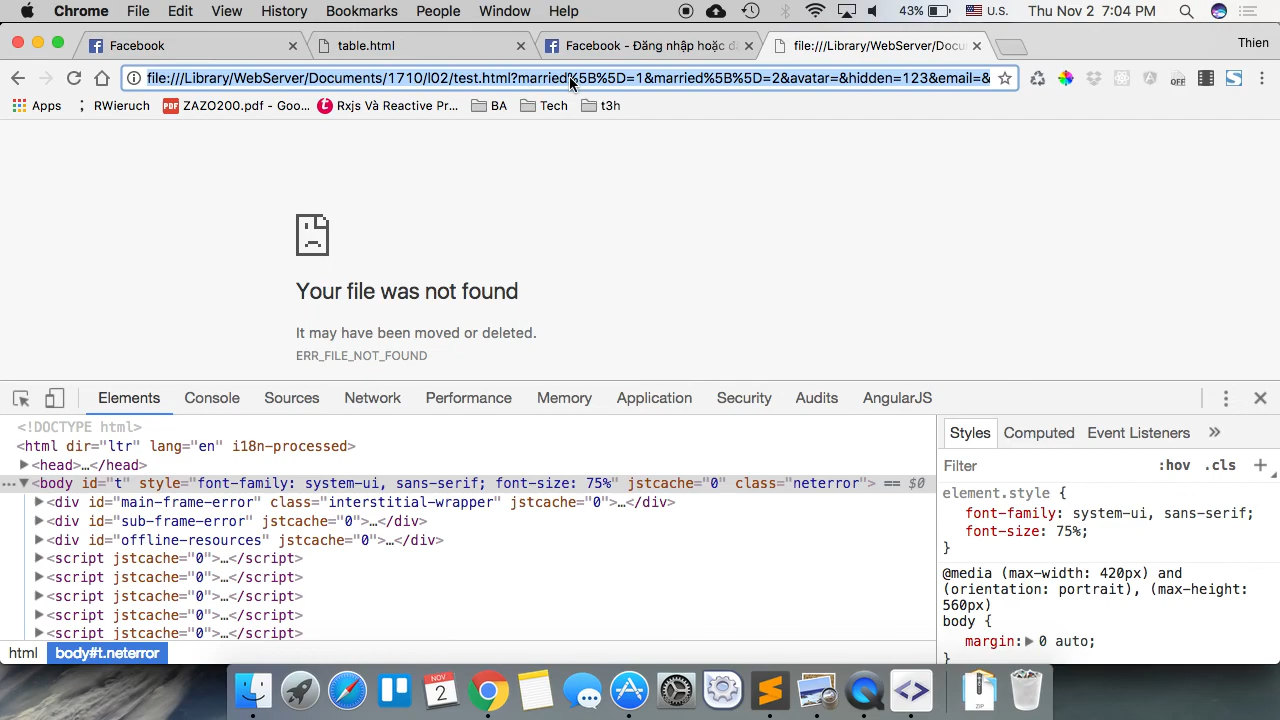 Chrome File Edit View History Bookmarks People Window Help 43% U.S. Thu Nov 2 7:04 PM
Facebook table.html Facebook - Đăng nhập hoặc đ file:///Library/WebServer/Docu Thien
file:///Library/WebServer/Documents/1710/l02/test.html?married%5B%5D=1&married%5B%5D=2&avatar=&hidden=123&email=& OFF
Apps RWieruch PDF ZAZO200.pdf - Goo... Rxjs Và Reactive Pr... BA Tech t3h
Your file was not found
It may have been moved or deleted.
ERR_FILE_NOT_FOUND
Elements Console Sources Network Performance Memory Application Security Audits AngularJS
<!DOCTYPE html>
<html dir="ltr" lang="en" i18n-processed>
<head>…</head>
<body id="t" style="font-family: system-ui, sans-serif; font-size: 75%" jstcache="0" class="neterror"> == $0
<div id="main-frame-error" class="interstitial-wrapper" jstcache="0">…</div>
<div id="sub-frame-error" jstcache="0">…</div>
<div id="offline-resources" jstcache="0">…</div>
<script jstcache="0">…</script>
<script jstcache="0">…</script>
<script jstcache="0">…</script>
<script jstcache="0">…</script>
<script jstcache="0">…</script>
html body#t.neterror
Styles Computed Event Listeners »
Filter :hov .cls +
element.style {
font-family: system-ui, sans-serif;
font-size: 75%;
}
@media (max-width: 420px) and
(orientation: portrait), (max-height:
560px)
body {
margin: 0 auto;
}
NOV
2
ZIP